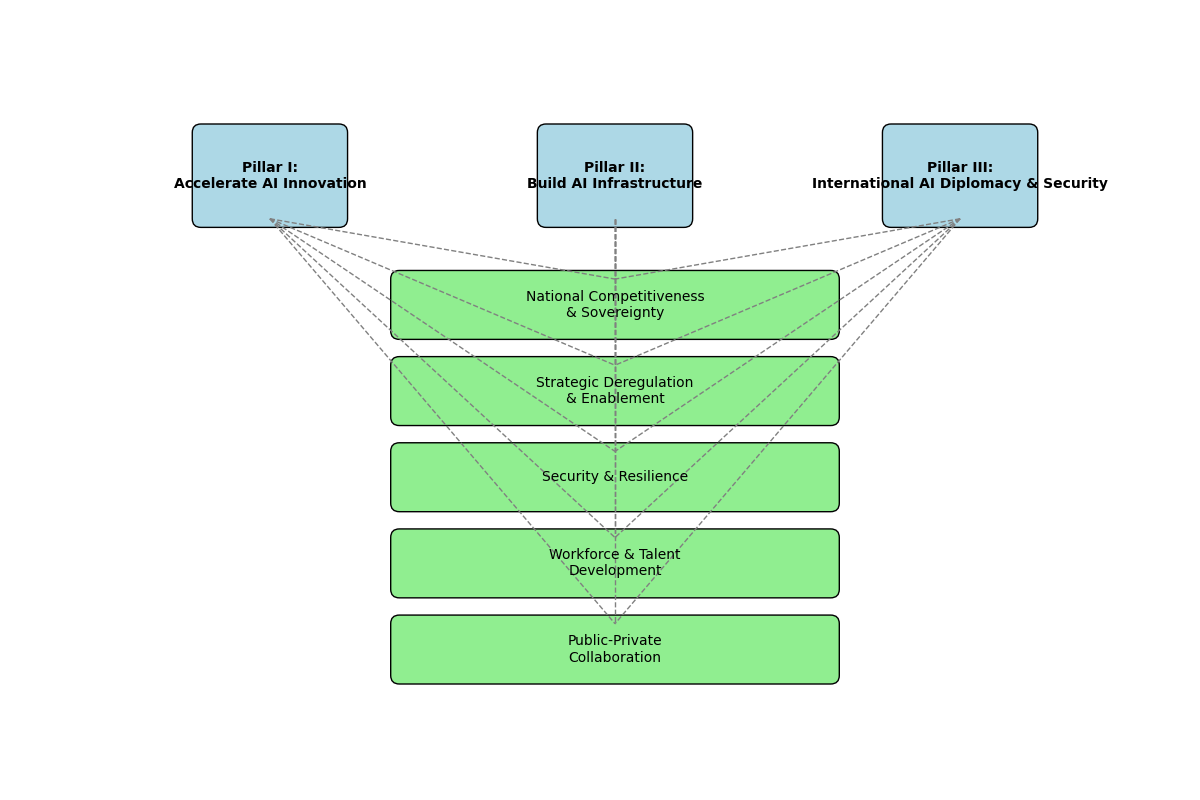 Pillar I:
Accelerate AI Innovation
Pillar II:
Build AI Infrastructure
Pillar III:
International AI Diplomacy & Security
National Competitiveness
& Sovereignty
Strategic Deregulation
& Enablement
Security & Resilience
Workforce & Talent
Development
Public-Private
Collaboration